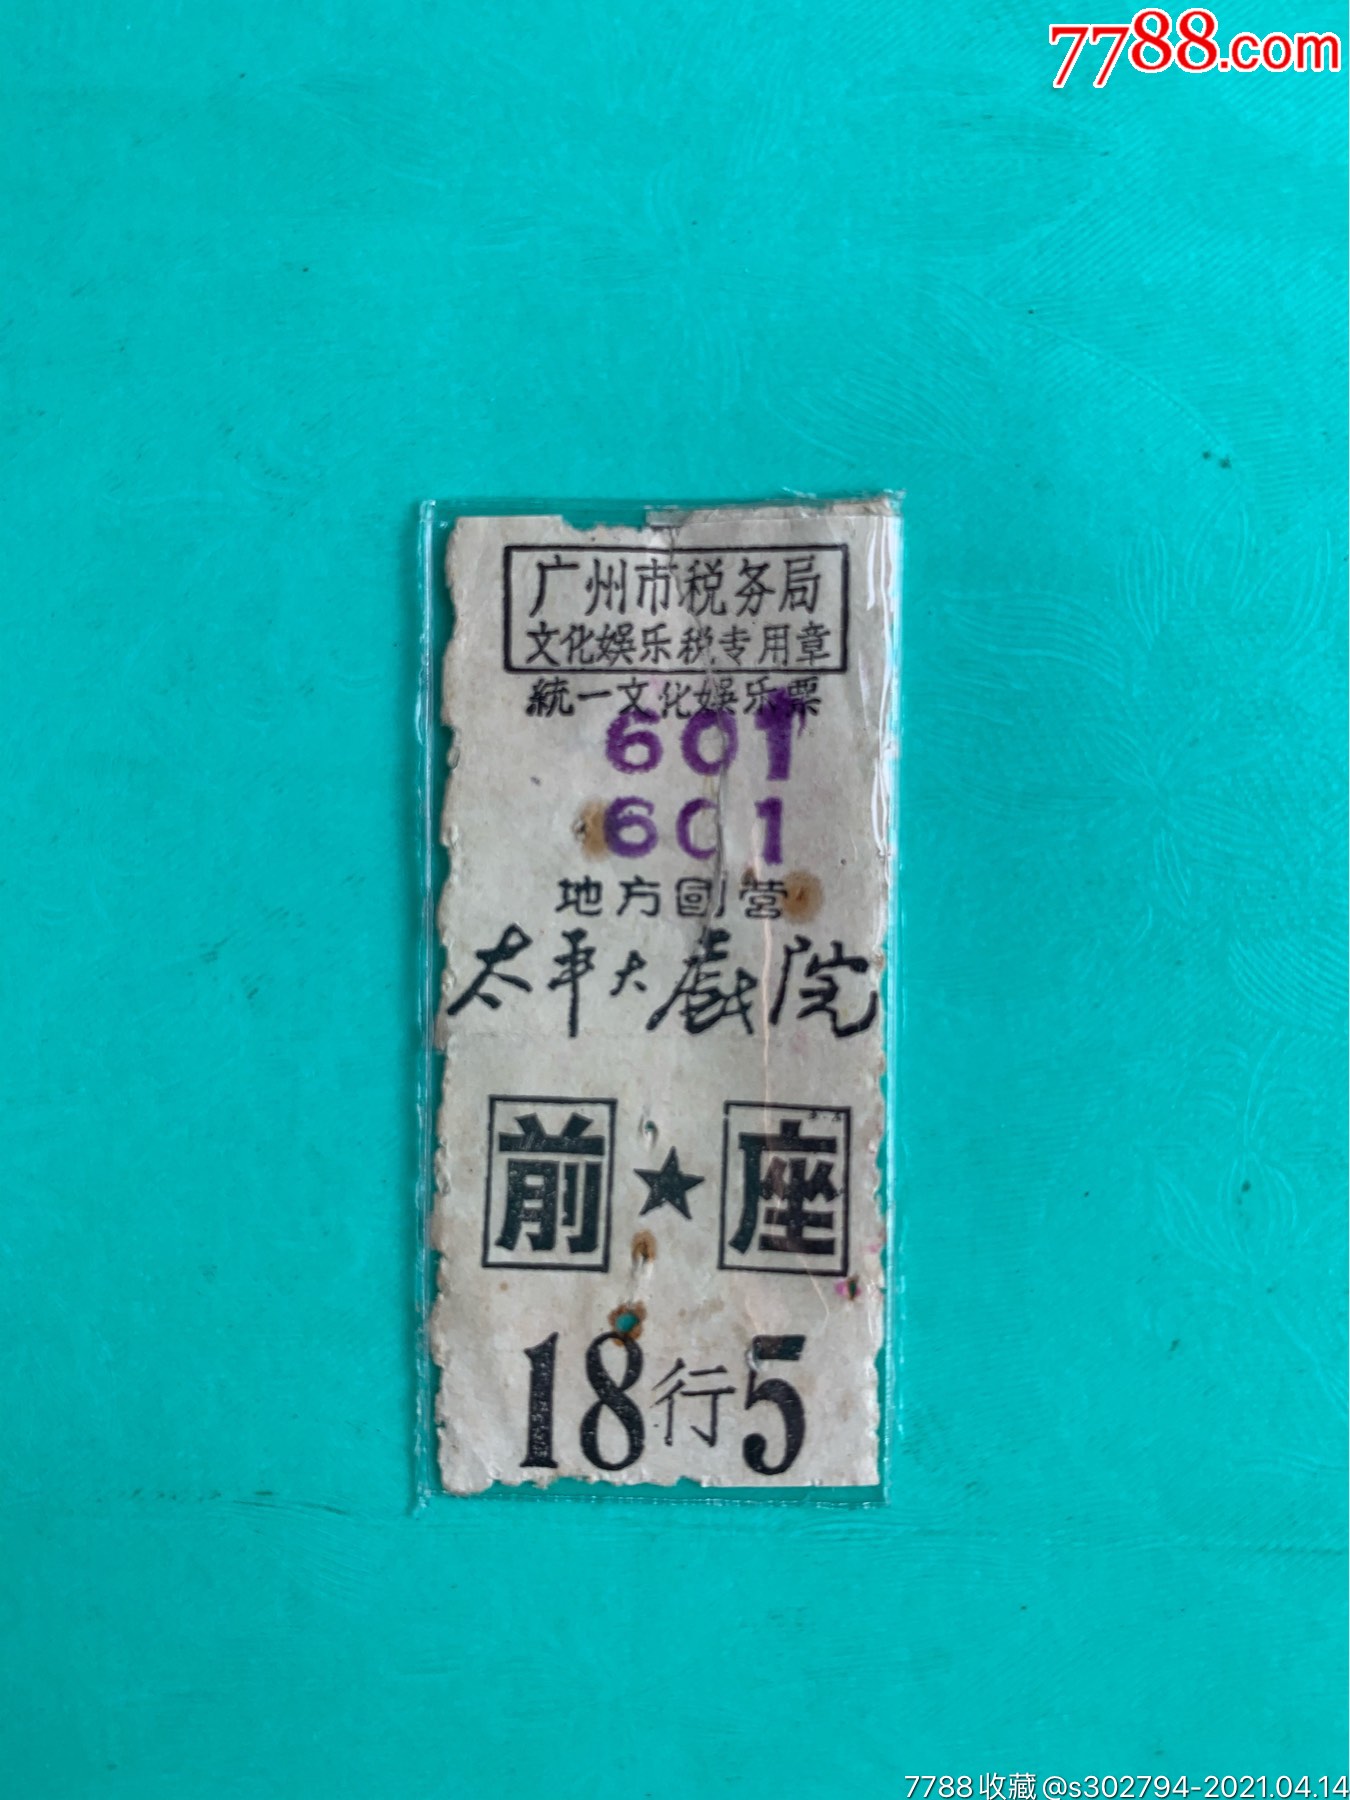 7788.com
广州市税务局
文化娱乐税专用章
統一文化娱乐票
601
601
地方国营
太平大戲院
前★座
18行5
7788收藏@s302794-2021.04.14